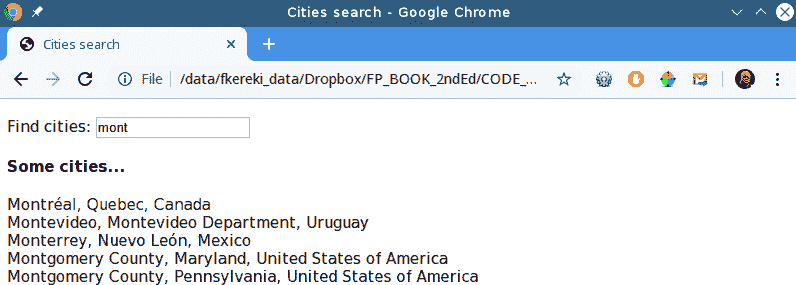 Cities search - Google Chrome
Cities search
File /data/fkereki_data/Dropbox/FP_BOOK_2ndEd/CODE_...
Find cities: mont
Some cities...
Montréal, Quebec, Canada
Montevideo, Montevideo Department, Uruguay
Monterrey, Nuevo León, Mexico
Montgomery County, Maryland, United States of America
Montgomery County, Pennsylvania, United States of America